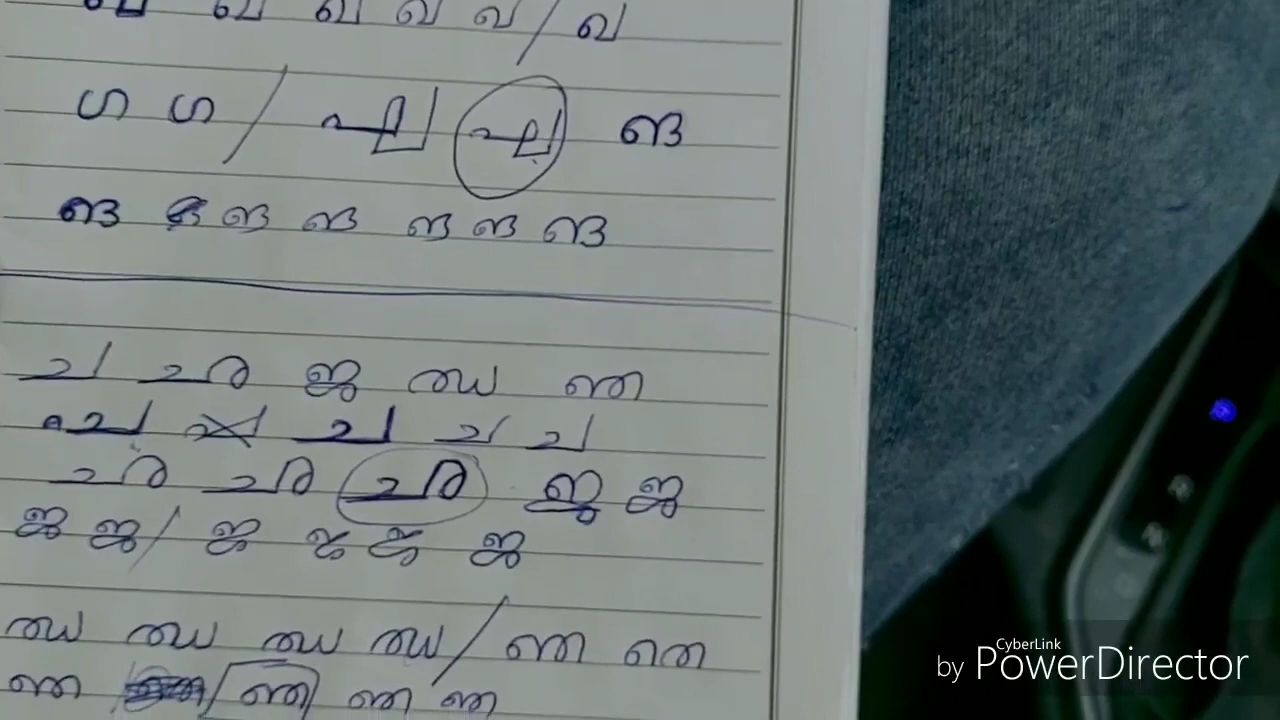 ഖ ഖ ഖ ഖ ഖ / ഖ
ഗ ഗ / ഘ ഘ ങ
ങ ങ ങ ങ ങ ങ
ച ഛ ജ ഝ ഞ
ച ച ച ച
ഛ ഛ ഛ ജ ജ
ജ ജ / ജ ജ ജ ജ
ഝ ഝ ഝ ഝ / ഞ ഞ
ഞ ഞ ഞ ഞ
CyberLink
by PowerDirector